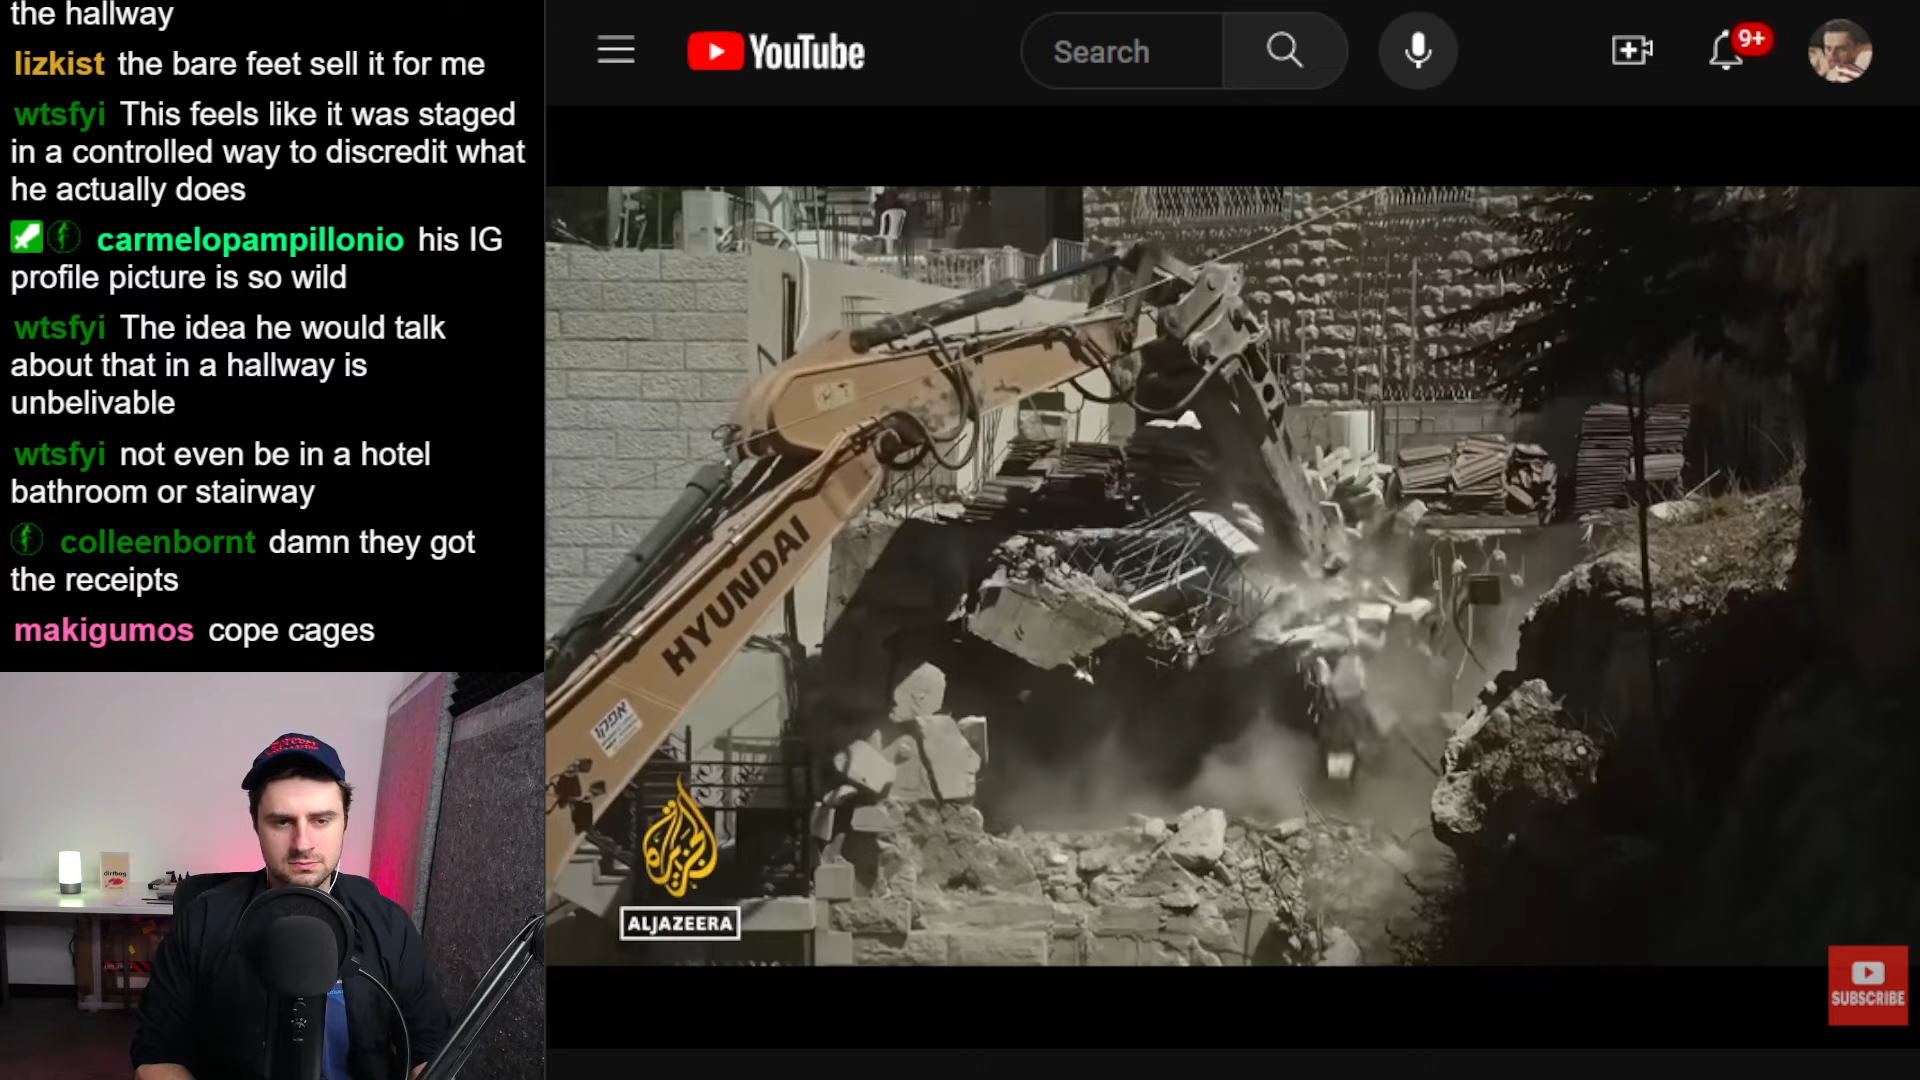 the hallway
lizkist the bare feet sell it for me
wtsfyi This feels like it was staged
in a controlled way to discredit what
he actually does
carmelopampillonio his IG
profile picture is so wild
wtsfyi The idea he would talk
about that in a hallway is
unbelivable
wtsfyi not even be in a hotel
bathroom or stairway
colleenbornt damn they got
the receipts
makigumos cope cages
YouTube
Search
9+
HYUNDAI
ALJAZEERA
SUBSCRIBE